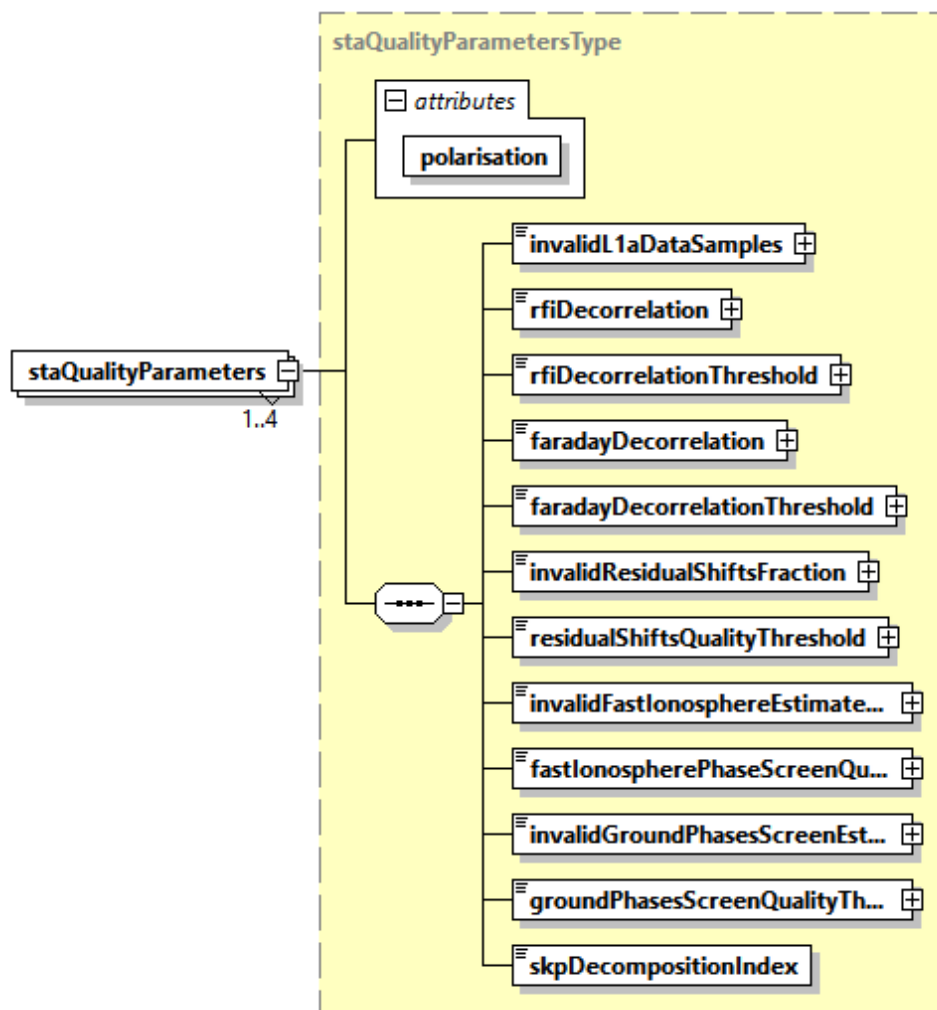 staQualityParametersType
attributes
polarisation
invalidL1aDataSamples
rfiDecorrelation
rfiDecorrelationThreshold
staQualityParameters
1..4
faradayDecorrelation
faradayDecorrelationThreshold
invalidResidualShiftsFraction
residualShiftsQualityThreshold
invalidFastIonosphereEstimate...
fastIonospherePhaseScreenQu...
invalidGroundPhasesScreenEst...
groundPhasesScreenQualityTh...
skpDecompositionIndex